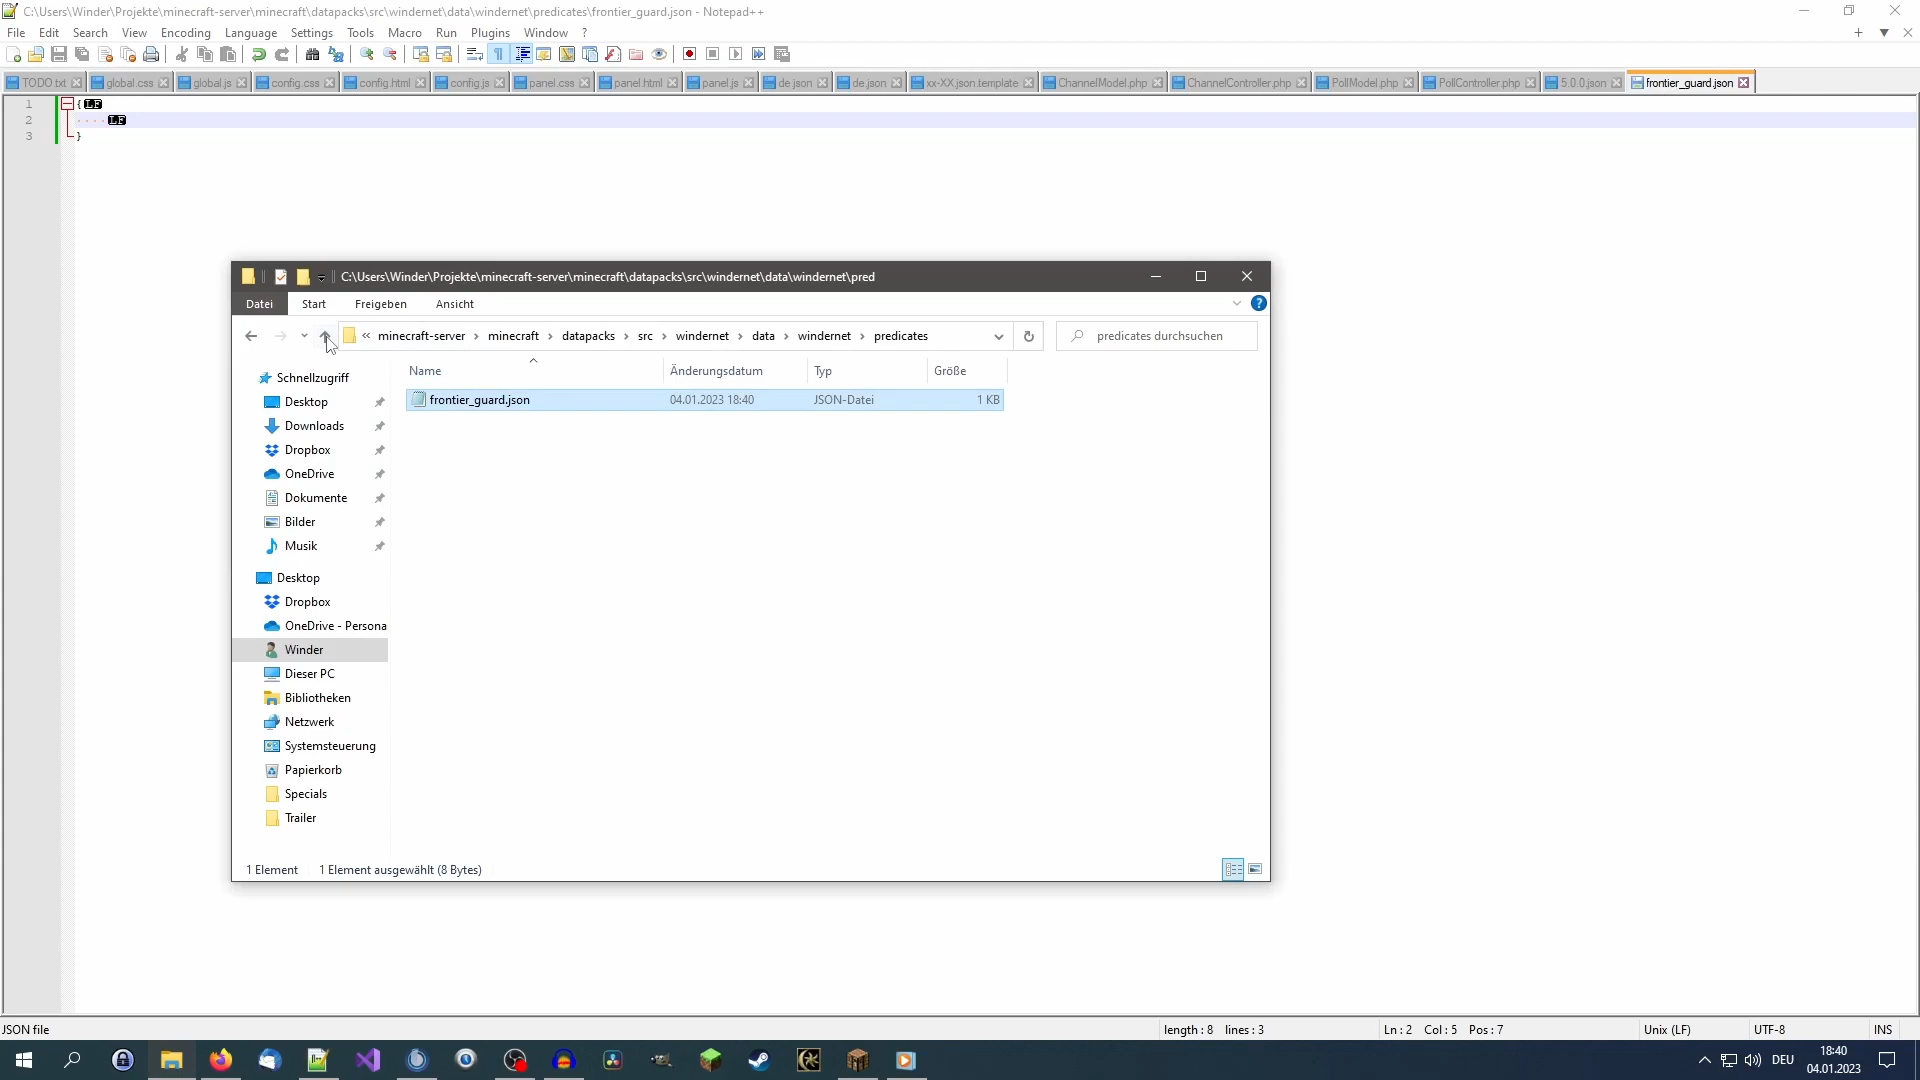 C:\Users\Winder\Projekte\minecraft-server\minecraft\datapacks\src\windernet\data\windernet\predicates\frontier_guard.json - Notepad++
File Edit Search View Encoding Language Settings Tools Macro Run Plugins Window ?
TODO.txt global.css global.js config.css config.html config.js panel.css panel.html panel.js de.json de.json xx-XX.json.template ChannelModel.php ChannelController.php PollModel.php PollController.php 5.0.0.json frontier_guard.json
1 {LF
2 ····LF
3 }
C:\Users\Winder\Projekte\minecraft-server\minecraft\datapacks\src\windernet\data\windernet\pred
Datei Start Freigeben Ansicht
« minecraft-server › minecraft › datapacks › src › windernet › data › windernet › predicates
predicates durchsuchen
Name Änderungsdatum Typ Größe
frontier_guard.json 04.01.2023 18:40 JSON-Datei 1 KB
Schnellzugriff
Desktop
Downloads
Dropbox
OneDrive
Dokumente
Bilder
Musik
Desktop
Dropbox
OneDrive - Persona
Winder
Dieser PC
Bibliotheken
Netzwerk
Systemsteuerung
Papierkorb
Specials
Trailer
1 Element 1 Element ausgewählt (8 Bytes)
JSON file length : 8 lines : 3 Ln : 2 Col : 5 Pos : 7 Unix (LF) UTF-8 INS
DEU 18:40
04.01.2023